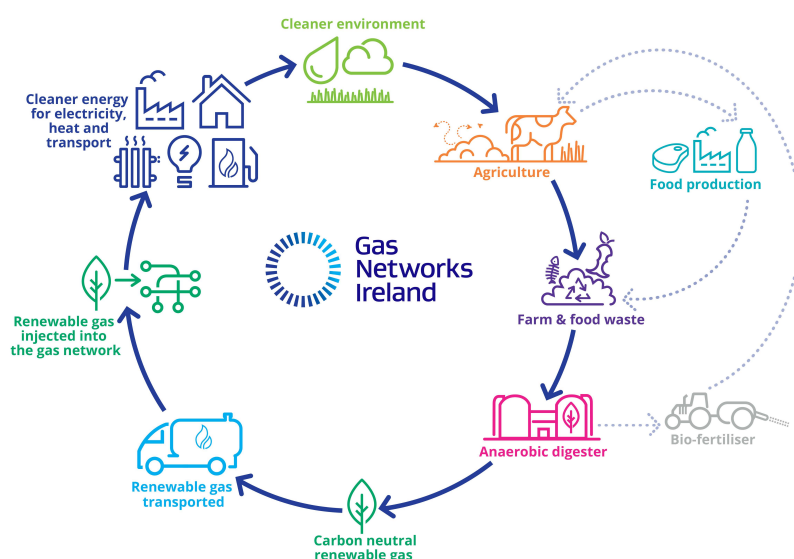 Cleaner environment
Cleaner energy
for electricity,
heat and
transport
Agriculture
Food production
Gas
Networks
Ireland
Farm & food waste
Renewable gas
injected into
the gas network
Anaerobic digester
Bio-fertiliser
Renewable gas
transported
Carbon neutral
renewable gas